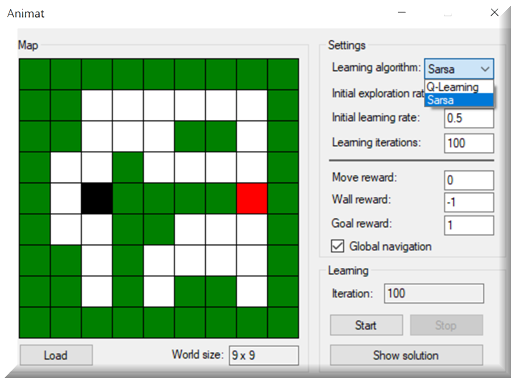 Animat
Map
Settings
Learning algorithm: Sarsa
Q-Learning
Sarsa
Initial exploration
Initial learning rate: 0.5
Learning iterations: 100
Move reward: 0
Wall reward: -1
Goal reward: 1
Global navigation
Learning
Iteration: 100
Start Stop
Load World size: 9 x 9 Show solution